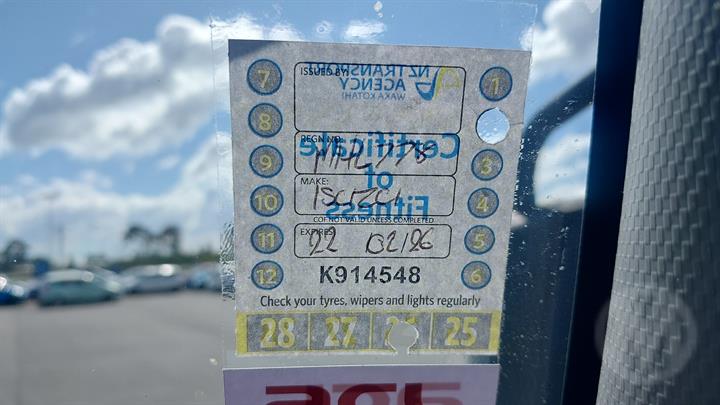 7 ISSUED BY: 1
NZ TRANSPORT
AGENCY
WAKA KOTAHI
8
REGN NO:
Certificate
9 3
of
MAKE:
ISUZU
10 4
Fitness
COF NOT VALID UNLESS COMPLETED
EXPIRES:
11 22 02/26 5
12 K914548 6
Check your tyres, wipers and lights regularly
28 27 25